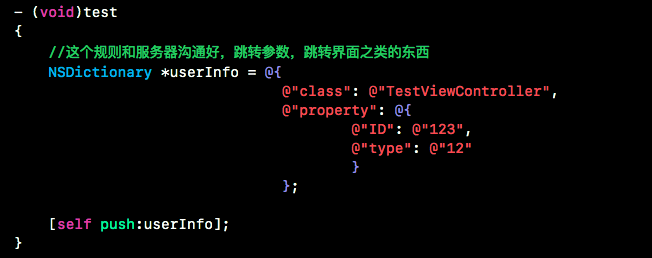 - (void)test
{
//这个规则和服务器沟通好，跳转参数，跳转界面之类的东西
NSDictionary *userInfo = @{
@"class": @"TestViewController",
@"property": @{
@"ID": @"123",
@"type": @"12"
}
};
[self push:userInfo];
}